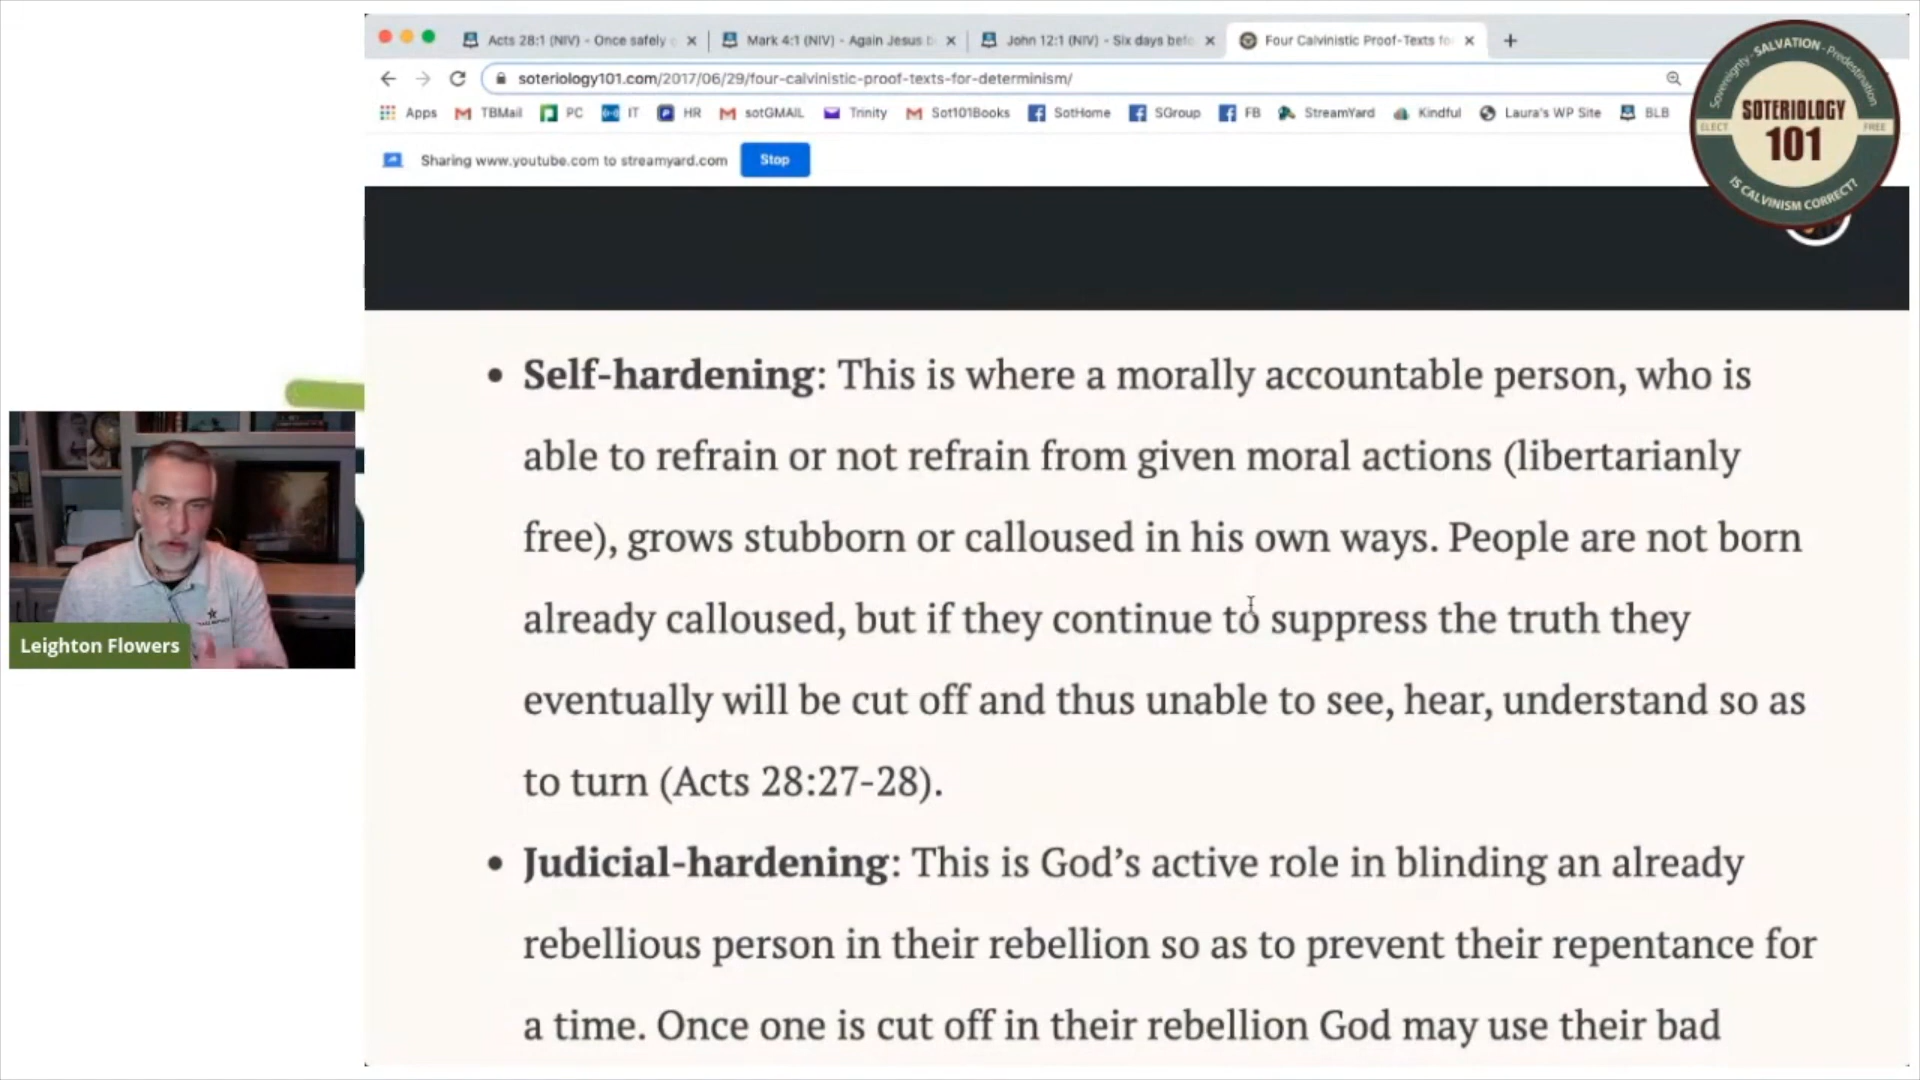 Acts 28:1 (NIV) - Once safely
Mark 4:1 (NIV) - Again Jesus b
John 12:1 (NIV) - Six days befo
Four Calvinistic Proof-Texts fo
soteriology101.com/2017/06/29/four-calvinistic-proof-texts-for-determinism/
Apps TBMail PC IT HR sotGMAIL Trinity Sot101Books SotHome SGroup FB StreamYard Kindful Laura's WP Site BLB
Sharing www.youtube.com to streamyard.com Stop
Sovereignty - SALVATION - Predestination
ELECT SOTERIOLOGY FREE
101
IS CALVINISM CORRECT?
• Self-hardening: This is where a morally accountable person, who is
able to refrain or not refrain from given moral actions (libertarianly
free), grows stubborn or calloused in his own ways. People are not born
already calloused, but if they continue to suppress the truth they
eventually will be cut off and thus unable to see, hear, understand so as
to turn (Acts 28:27-28).
• Judicial-hardening: This is God’s active role in blinding an already
rebellious person in their rebellion so as to prevent their repentance for
a time. Once one is cut off in their rebellion God may use their bad
Leighton Flowers